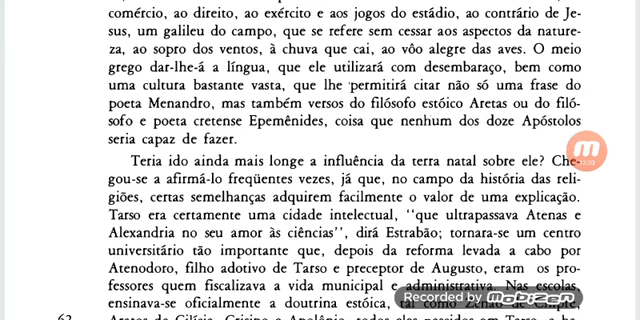 comércio, ao direito, ao exército e aos jogos do estádio, ao contrário de Je-
sus, um galileu do campo, que se refere sem cessar aos aspectos da nature-
za, ao sopro dos ventos, à chuva que cai, ao vôo alegre das aves. O meio
grego dar-lhe-á a língua, que ele utilizará com desembaraço, bem como
uma cultura bastante vasta, que lhe permitirá citar não só uma frase do
poeta Menandro, mas também versos do filósofo estóico Aretas ou do filó-
sofo e poeta cretense Epemênides, coisa que nenhum dos doze Apóstolos
seria capaz de fazer.
Teria ido ainda mais longe a influência da terra natal sobre ele? Che-
gou-se a afirmá-lo freqüentes vezes, já que, no campo da história das reli-
giões, certas semelhanças adquirem facilmente o valor de uma explicação.
Tarso era certamente uma cidade intelectual, "que ultrapassava Atenas e
Alexandria no seu amor às ciências", dirá Estrabão; tornara-se um centro
universitário tão importante que, depois da reforma levada a cabo por
Atenodoro, filho adotivo de Tarso e preceptor de Augusto, eram os pro-
fessores quem fiscalizava a vida municipal e administrativa. Nas escolas
ensinava-se oficialmente a doutrina estóica, tal como Zenão de Chipre,
Recorded by mobizen